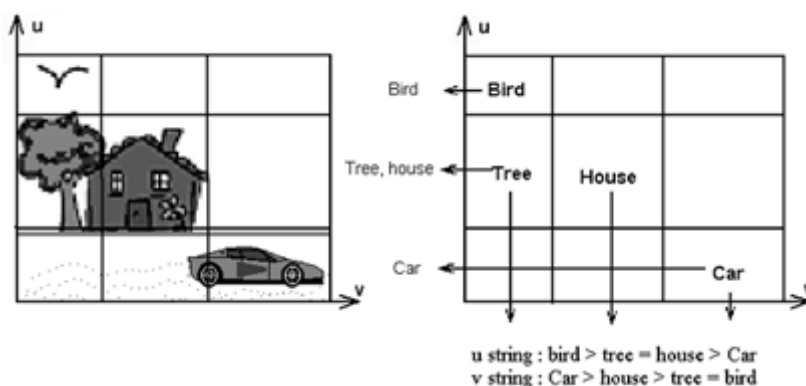 u
u
Bird
Bird
Tree, house
Tree
House
Car
Car
v
v
u string : bird > tree = house > Car
v string : Car > house > tree = bird